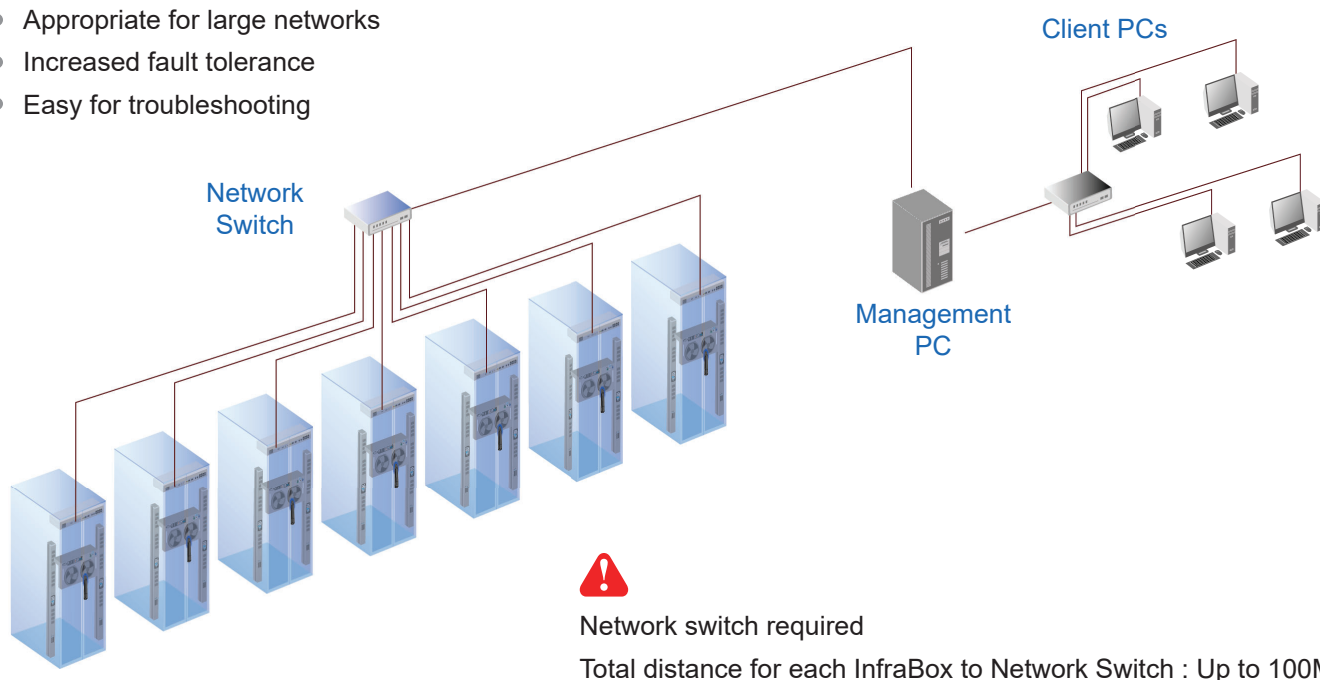 Appropriate for large networks
Increased fault tolerance
Easy for troubleshooting
Client PCs
Network
Switch
Management
PC
Network switch required
Total distance for each InfraBox to Network Switch : Up to 100M